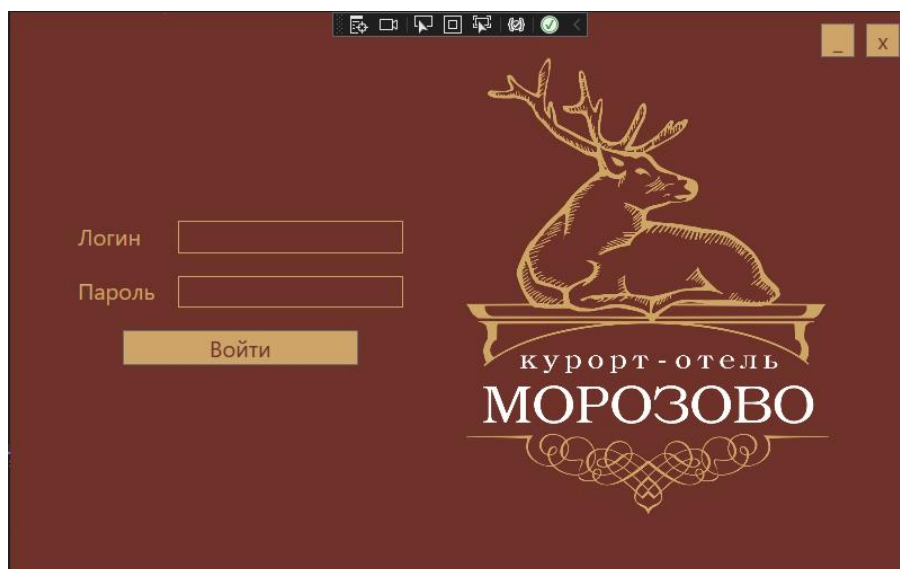 _ x
Логин
Пароль
Войти
курорт-отель
МОРОЗОВО